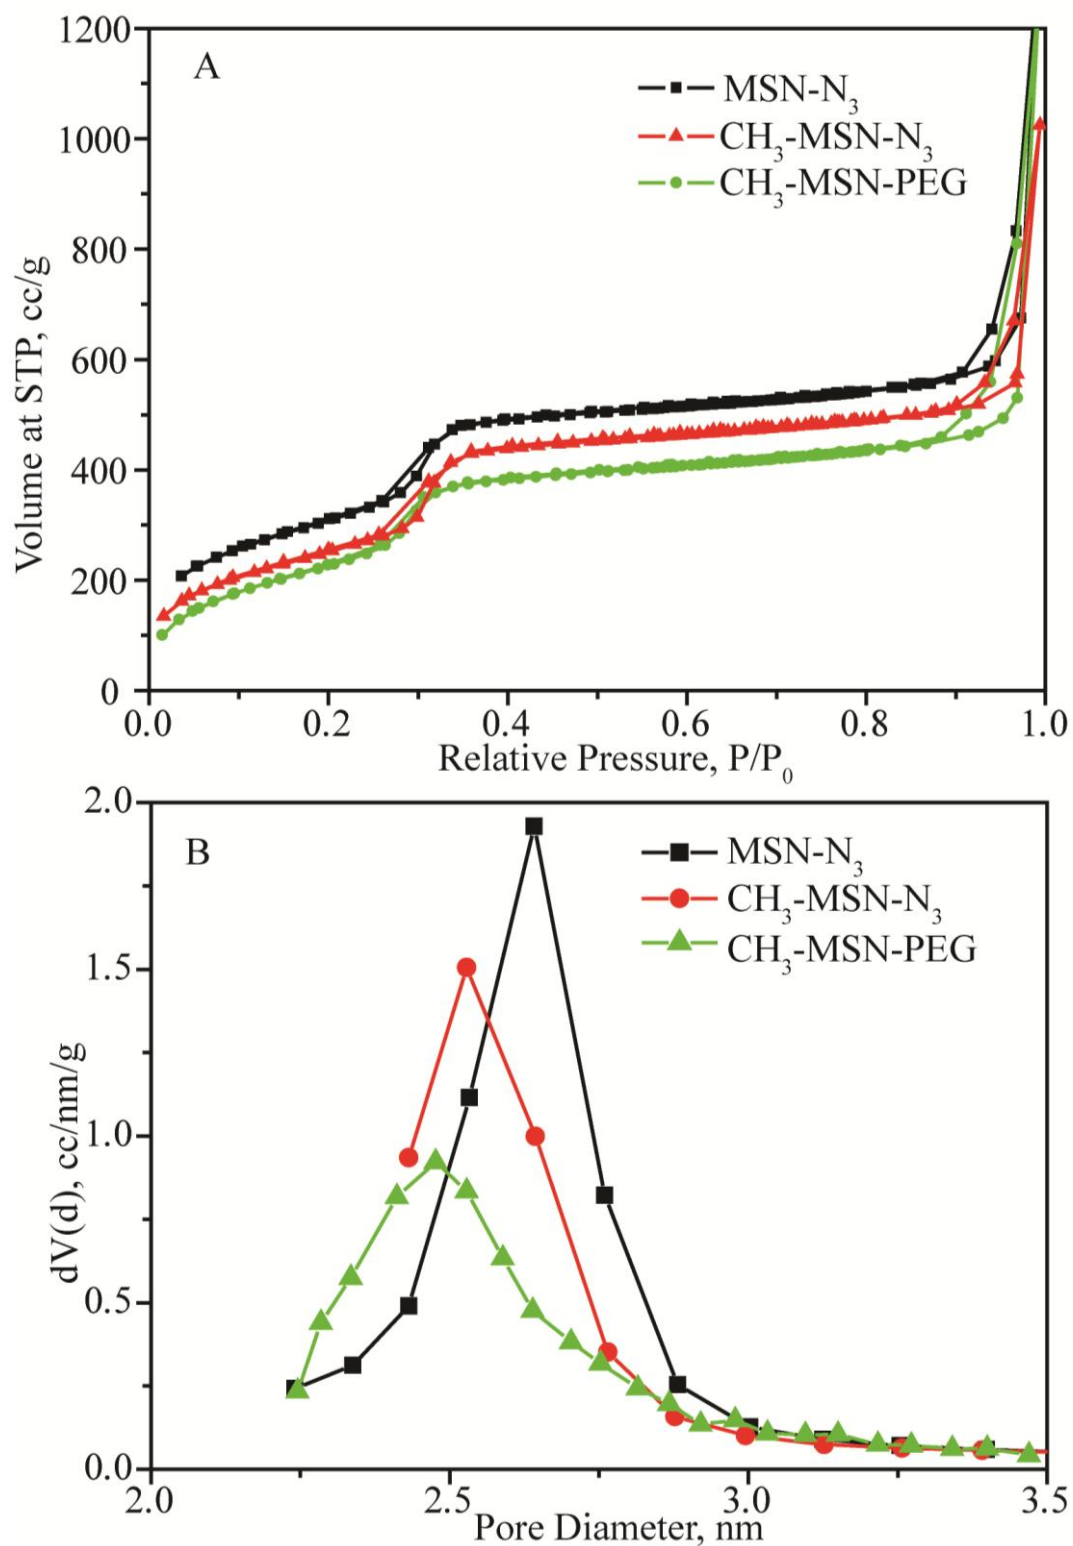 A
MSN-N3
CH3-MSN-N3
CH3-MSN-PEG
Volume at STP, cc/g
1200
1000
800
600
400
200
0
0.0 0.2 0.4 0.6 0.8 1.0
Relative Pressure, P/P0
B
MSN-N3
CH3-MSN-N3
CH3-MSN-PEG
dV(d), cc/nm/g
2.0
1.5
1.0
0.5
0.0
2.0 2.5 3.0 3.5
Pore Diameter, nm